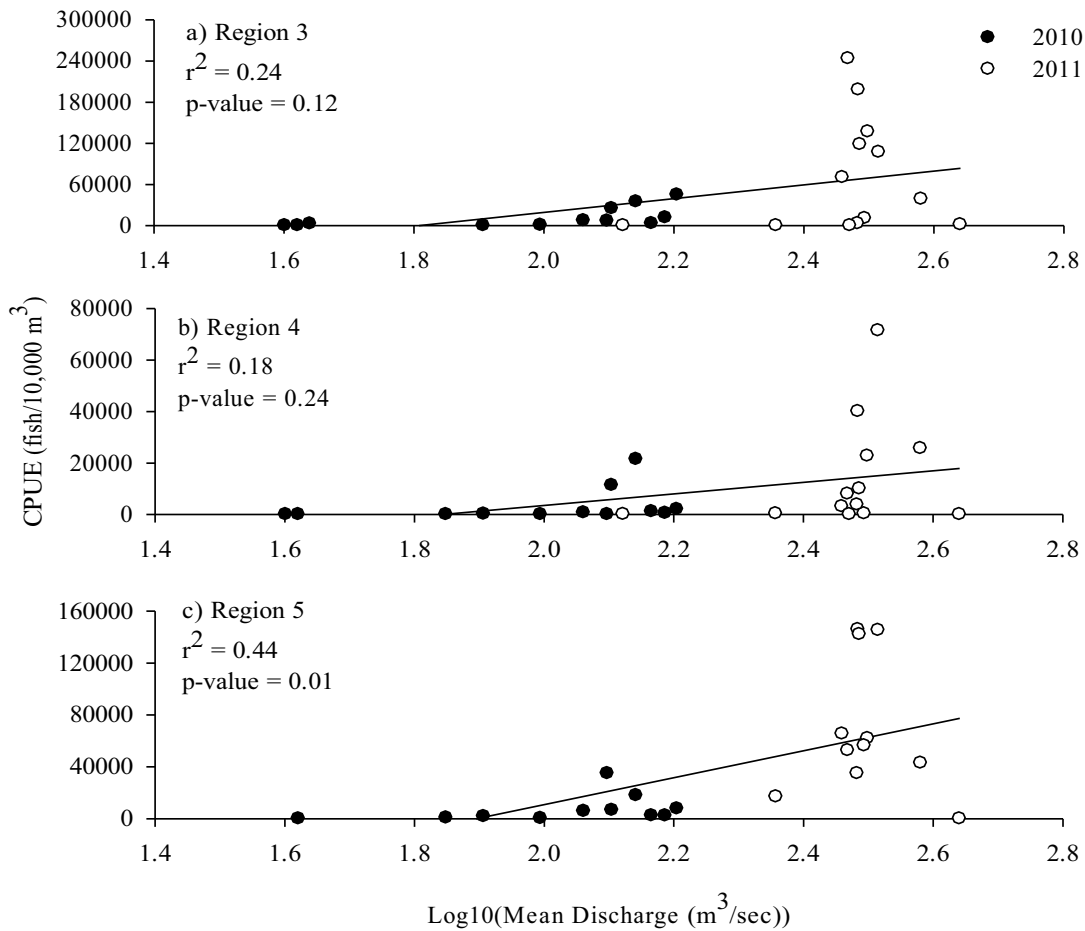 300000
240000
180000
120000
60000
0
a) Region 3
r2 = 0.24
p-value = 0.12
2010
2011
1.4 1.6 1.8 2.0 2.2 2.4 2.6 2.8
80000
60000
40000
20000
0
b) Region 4
r2 = 0.18
p-value = 0.24
1.4 1.6 1.8 2.0 2.2 2.4 2.6 2.8
CPUE (fish/10,000 m3)
160000
120000
80000
40000
0
c) Region 5
r2 = 0.44
p-value = 0.01
1.4 1.6 1.8 2.0 2.2 2.4 2.6 2.8
Log10(Mean Discharge (m3/sec))